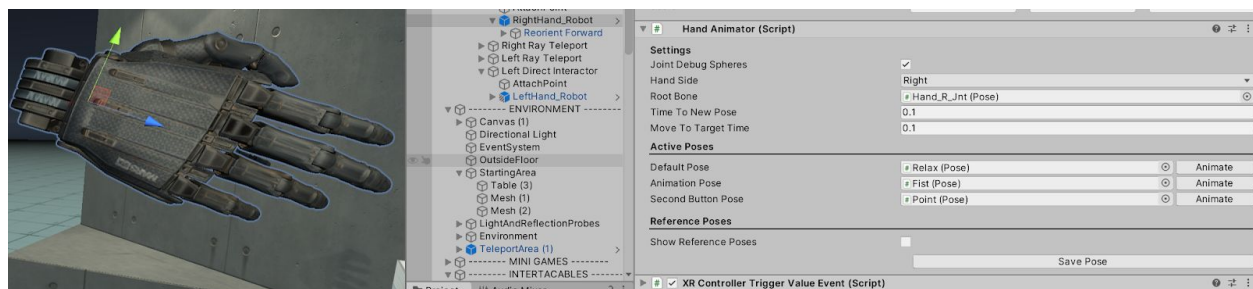 AttachPoint
RightHand_Robot
Reorient Forward
Right Ray Teleport
Left Ray Teleport
Left Direct Interactor
AttachPoint
LeftHand_Robot
-------- ENVIRONMENT --------
Canvas (1)
Directional Light
EventSystem
OutsideFloor
StartingArea
Table (3)
Mesh (1)
Mesh (2)
LightAndReflectionProbes
Environment
TeleportArea (1)
-------- MINI GAMES --------
-------- INTERTACABLES --------
Hand Animator (Script)
Settings
Joint Debug Spheres
Hand Side Right
Root Bone Hand_R_Jnt (Pose)
Time To New Pose 0.1
Move To Target Time 0.1
Active Poses
Default Pose Relax (Pose) Animate
Animation Pose Fist (Pose) Animate
Second Button Pose Point (Pose) Animate
Reference Poses
Show Reference Poses
Save Pose
XR Controller Trigger Value Event (Script)